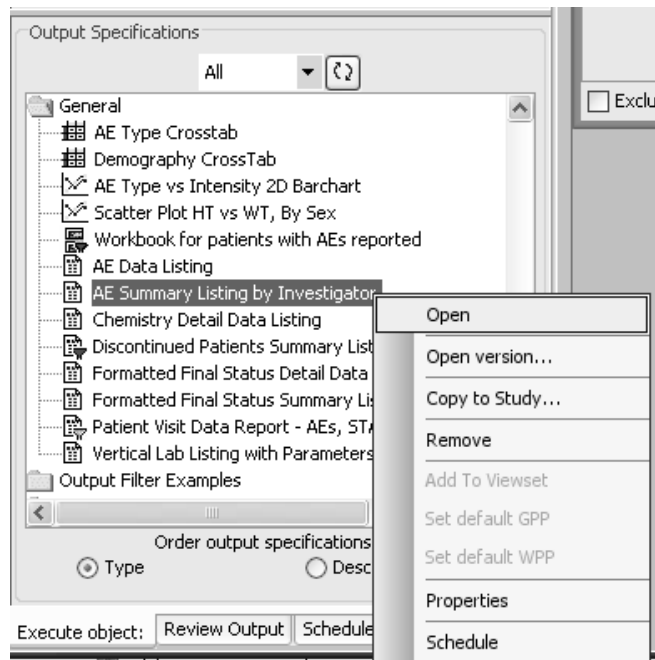 Output Specifications
All
Exclu
General
AE Type Crosstab
Demography CrossTab
AE Type vs Intensity 2D Barchart
Scatter Plot HT vs WT, By Sex
Workbook for patients with AEs reported
AE Data Listing
AE Summary Listing by Investigator
Chemistry Detail Data Listing
Discontinued Patients Summary List
Formatted Final Status Detail Data
Formatted Final Status Summary Lis
Patient Visit Data Report - AEs, STA
Vertical Lab Listing with Parameters
Output Filter Examples
Order output specifications
Type Desc
Execute object: Review Output Schedule
Open
Open version...
Copy to Study...
Remove
Add To Viewset
Set default GPP
Set default WPP
Properties
Schedule